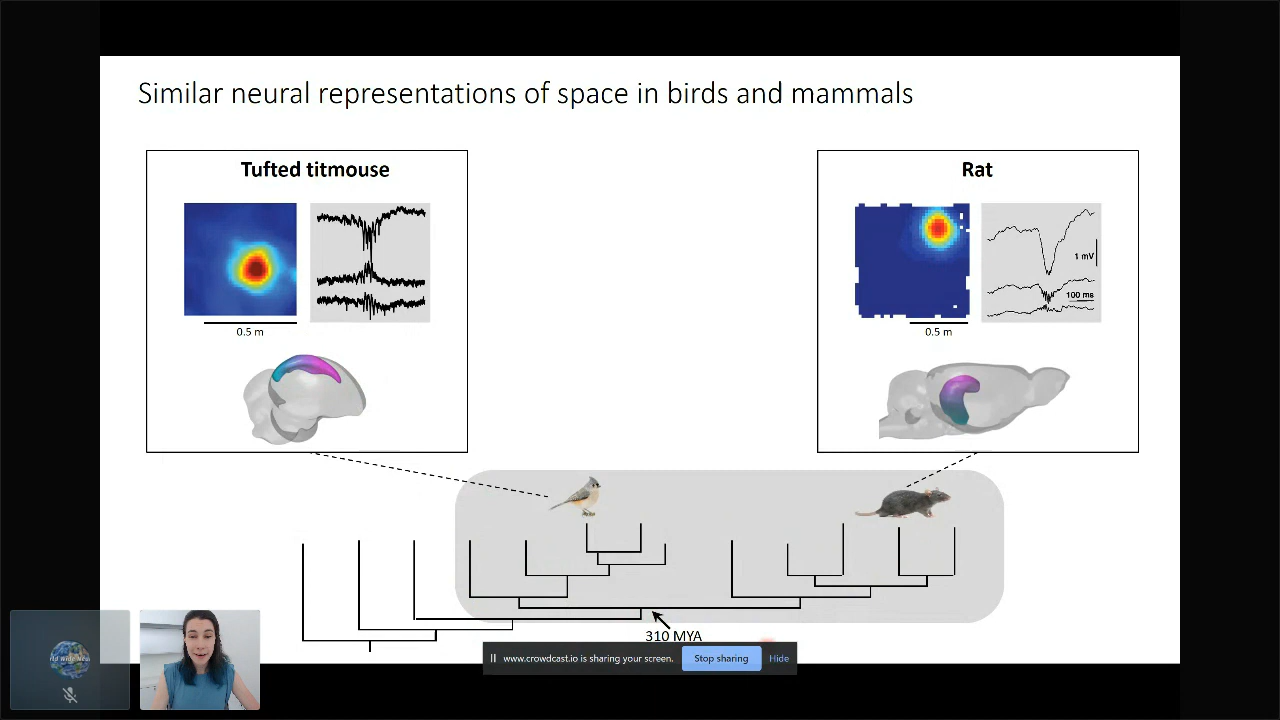 Similar neural representations of space in birds and mammals
Tufted titmouse
0.5 m
Rat
1 mV
100 ms
0.5 m
310 MYA
www.crowdcast.io is sharing your screen.
Stop sharing
Hide